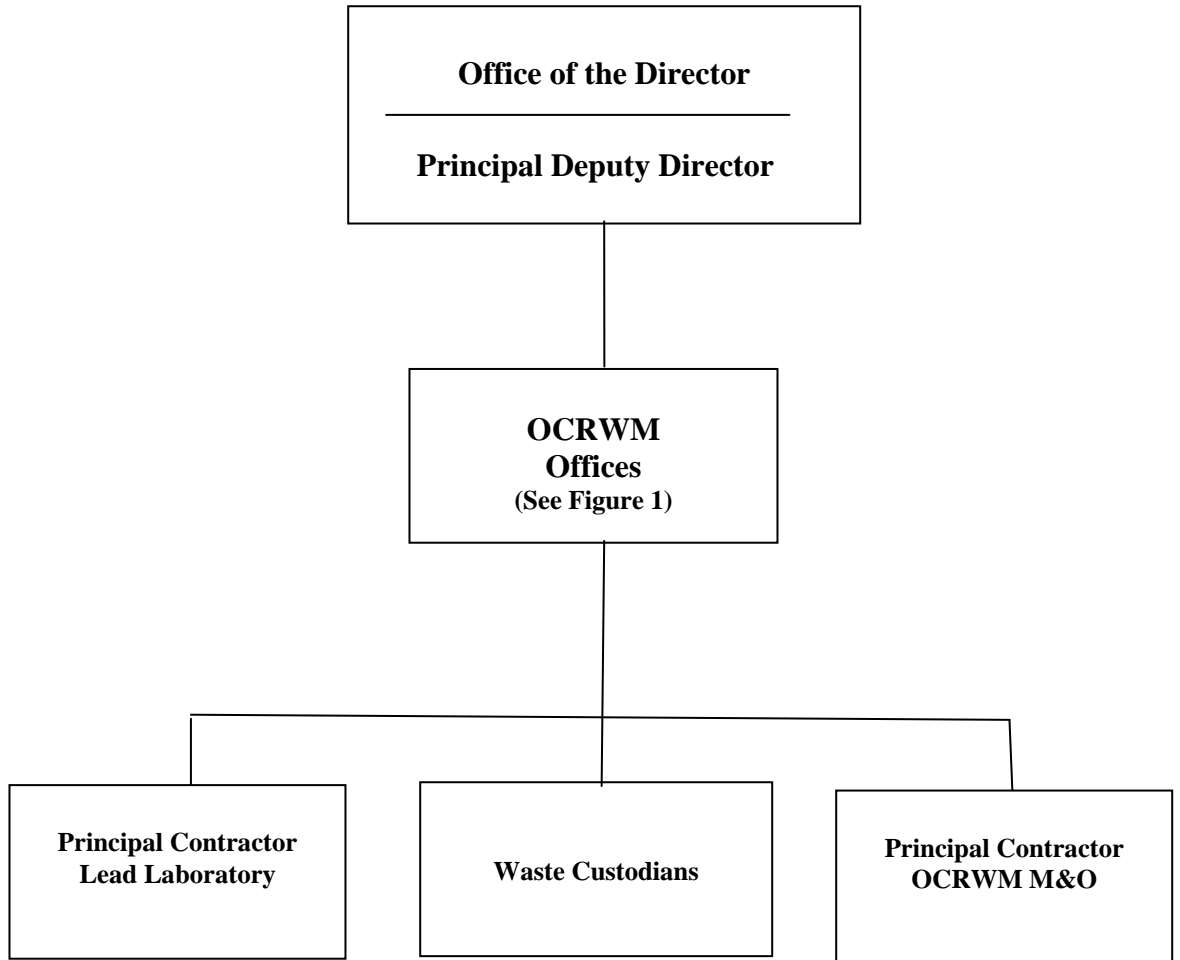 Office of the Director
Principal Deputy Director
OCRWM
Offices
(See Figure 1)
Principal Contractor
Lead Laboratory
Waste Custodians
Principal Contractor
OCRWM M&O